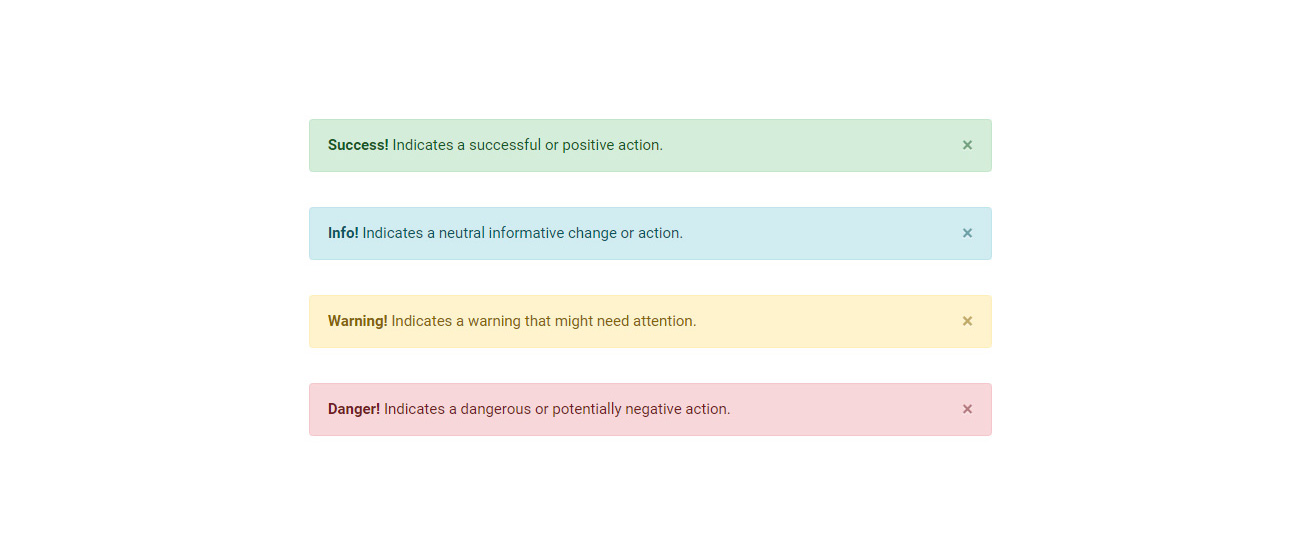 Success! Indicates a successful or positive action. ×
Info! Indicates a neutral informative change or action. ×
Warning! Indicates a warning that might need attention. ×
Danger! Indicates a dangerous or potentially negative action. ×